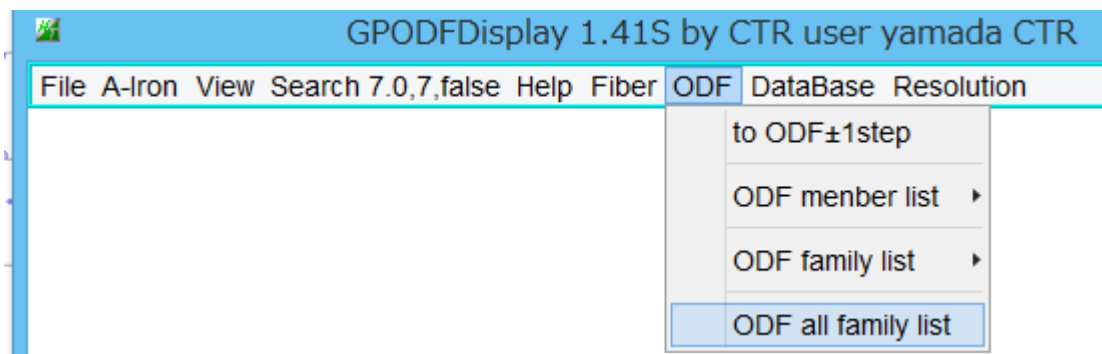 GPODFDisplay 1.41S by CTR user yamada CTR
File A-Iron View Search 7.0,7,false Help Fiber ODF DataBase Resolution
to ODF±1step
ODF menber list
ODF family list
ODF all family list